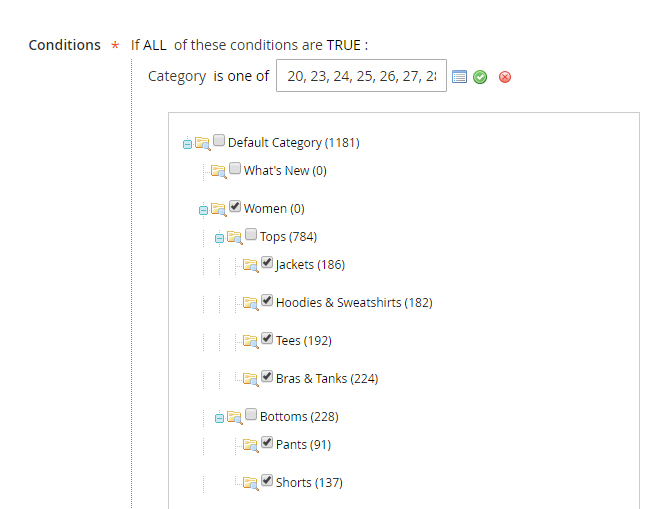 Conditions * If ALL of these conditions are TRUE :
Category is one of 20, 23, 24, 25, 26, 27,
Default Category (1181)
What's New (0)
Women (0)
Tops (784)
Jackets (186)
Hoodies & Sweatshirts (182)
Tees (192)
Bras & Tanks (224)
Bottoms (228)
Pants (91)
Shorts (137)